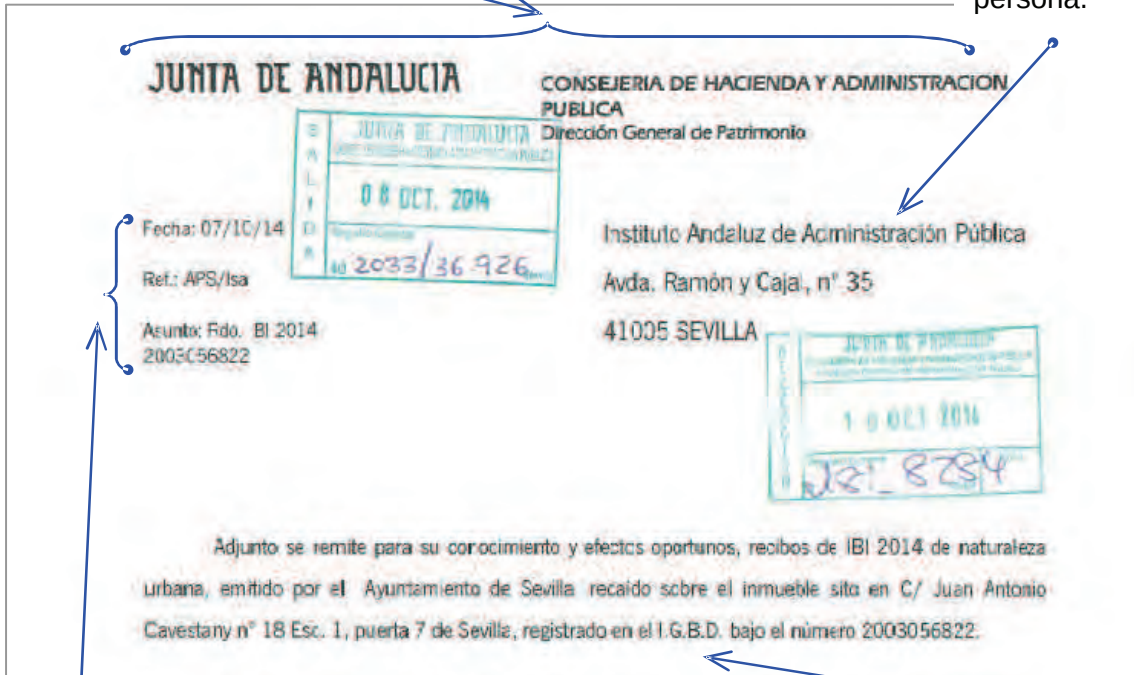 persona.
JUNTA DE ANDALUCIA
CONSEJERIA DE HACIENDA Y ADMINISTRACION
PUBLICA
Dirección General de Patrimonio
SALIDA
JUNTA DE ANDALUCIA
08 OCT. 2014
2033/36.926
Fecha: 07/10/14
Ref.: APS/Isa
Asunto: Rdo. BI 2014
2003056822
Instituto Andaluz de Administración Pública
Avda. Ramón y Cajal, n° 35
41005 SEVILLA
JUNTA DE ANDALUCIA
10 OCT 2014
8284
Adjunto se remite para su conocimiento y efectos oportunos, recibos de IBI 2014 de naturaleza
urbana, emitido por el Ayuntamiento de Sevilla recaído sobre el inmueble sito en C/ Juan Antonio
Cavestany n° 18 Esc. 1, puerta 7 de Sevilla, registrado en el I.G.B.D. bajo el número 2003056822.